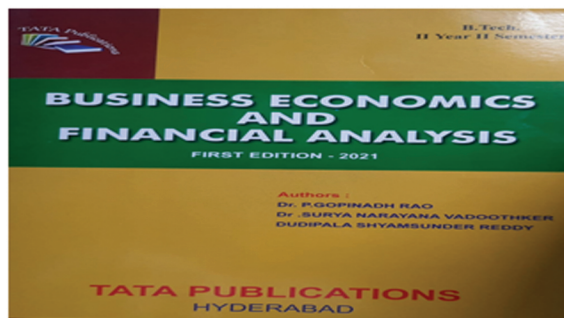 TATA Publications
B.Tech.
II Year II Semester
BUSINESS ECONOMICS
AND
FINANCIAL ANALYSIS
FIRST EDITION - 2021
Authors :
Dr. P.GOPINADH RAO
Dr .SURYA NARAYANA VADOOTHKER
DUDIPALA SHYAMSUNDER REDDY
TATA PUBLICATIONS
HYDERABAD